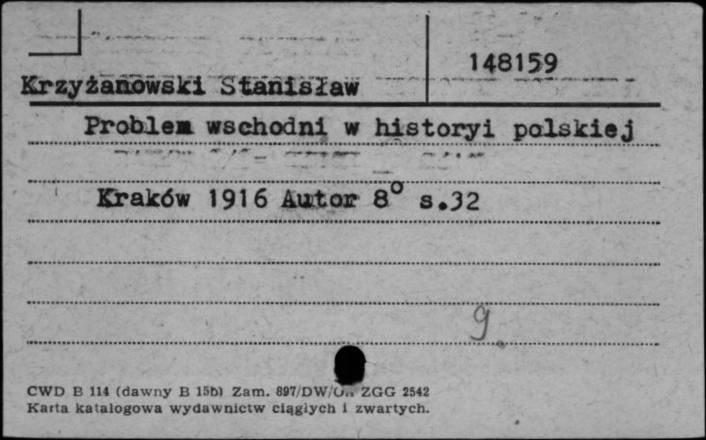 148159
Krzyżanowski Stanisław
Problem wschodni w historyi polskiej
Kraków 1916 Autor 8° s.32
9.
CWD B 114 (dawny B 15b) Zam. 897/DW/ ZGG 2542
Karta katalogowa wydawnictw ciągłych i zwartych.